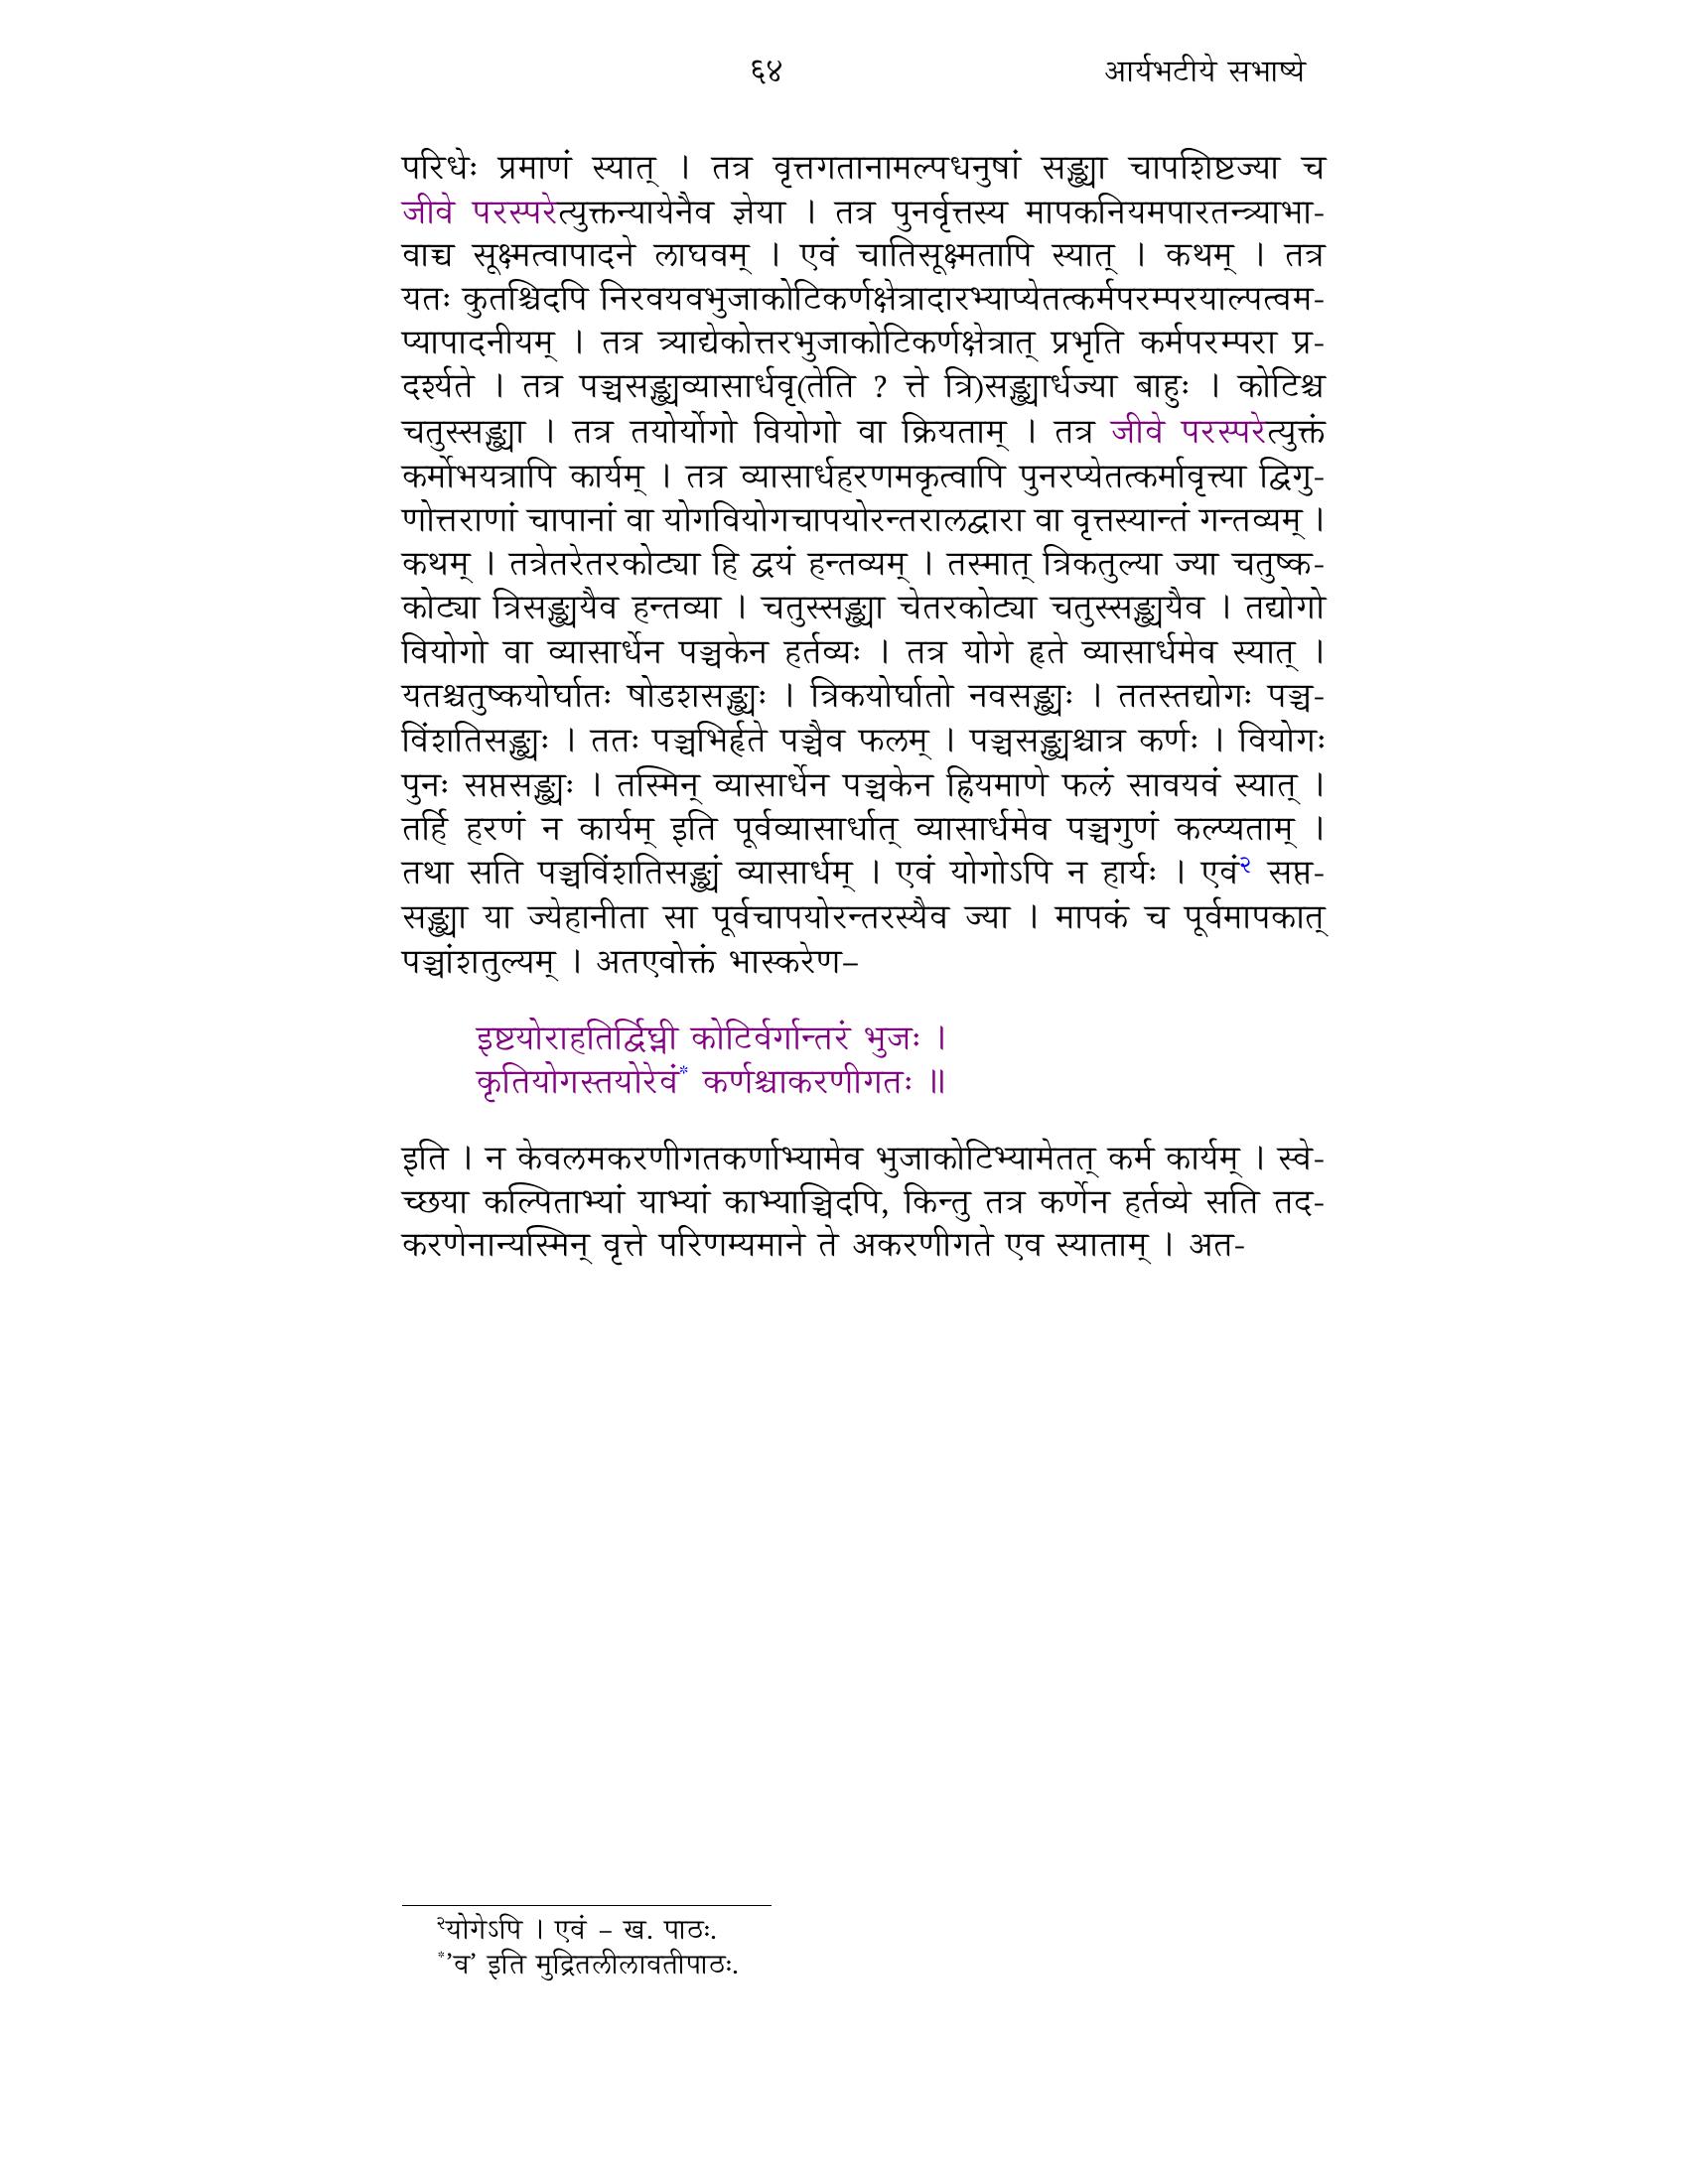 ६४ आर्यभटीये सभाष्ये
परिधेः प्रमाणं स्यात् । तत्र वृत्तगतानामल्पधनुषां सङ्ख्या चापशिष्टज्या च
जीवे परस्परेत्युक्तन्यायेनैव ज्ञेया । तत्र पुनर्वृत्तस्य मापकनियमपारतन्त्र्याभा-
वाच्च सूक्ष्मत्वापादने लाघवम् । एवं चातिसूक्ष्मतापि स्यात् । कथम् । तत्र
यतः कुतश्चिदपि निरवयवभुजाकोटिकर्णक्षेत्रादारभ्याप्येतत्कर्मपरम्परयाल्पत्वम-
प्यापादनीयम् । तत्र त्र्याद्येकोत्तरभुजाकोटिकर्णक्षेत्रात् प्रभृति कर्मपरम्परा प्र-
दर्श्यते । तत्र पञ्चसङ्ख्यव्यासार्धवृ(तेति ? त्ते त्रि)सङ्ख्यार्धज्या बाहुः । कोटिश्च
चतुस्सङ्ख्या । तत्र तयोर्योगो वियोगो वा क्रियताम् । तत्र जीवे परस्परेत्युक्तं
कर्मोभयत्रापि कार्यम् । तत्र व्यासार्धहरणमकृत्वापि पुनरप्येतत्कर्मावृत्त्या द्विगु-
णोत्तराणां चापानां वा योगवियोगचापयोरन्तरालद्वारा वा वृत्तस्यान्तं गन्तव्यम् ।
कथम् । तत्रेतरेतरकोट्या हि द्वयं हन्तव्यम् । तस्मात् त्रिकतुल्या ज्या चतुष्क-
कोट्या त्रिसङ्ख्ययैव हन्तव्या । चतुस्सङ्ख्या चेतरकोट्या चतुस्सङ्ख्ययैव । तद्योगो
वियोगो वा व्यासार्धेन पञ्चकेन हर्तव्यः । तत्र योगे हृते व्यासार्धमेव स्यात् ।
यतश्चतुष्कयोर्घातः षोडशसङ्ख्यः । त्रिकयोर्घातो नवसङ्ख्यः । ततस्तद्योगः पञ्च-
विंशतिसङ्ख्यः । ततः पञ्चभिर्हृते पञ्चैव फलम् । पञ्चसङ्ख्यश्चात्र कर्णः । वियोगः
पुनः सप्तसङ्ख्यः । तस्मिन् व्यासार्धेन पञ्चकेन ह्रियमाणे फलं सावयवं स्यात् ।
तर्हि हरणं न कार्यम् इति पूर्वव्यासार्धात् व्यासार्धमेव पञ्चगुणं कल्प्यताम् ।
तथा सति पञ्चविंशतिसङ्ख्यं व्यासार्धम् । एवं योगोऽपि न हार्यः । एवं२ सप्त-
सङ्ख्या या ज्येहानीता सा पूर्वचापयोरन्तरस्यैव ज्या । मापकं च पूर्वमापकात्
पञ्चांशतुल्यम् । अतएवोक्तं भास्करेण–
इष्टयोराहतिर्द्विघ्नी कोटिर्वर्गान्तरं भुजः ।
कृतियोगस्तयोरेवं* कर्णश्चाकरणीगतः ॥
इति । न केवलमकरणीगतकर्णाभ्यामेव भुजाकोटिभ्यामेतत् कर्म कार्यम् । स्वे-
च्छया कल्पिताभ्यां याभ्यां काभ्याञ्चिदपि, किन्तु तत्र कर्णेन हर्तव्ये सति तद-
करणेनान्यस्मिन् वृत्ते परिणम्यमाने ते अकरणीगते एव स्याताम् । अत-
२योगेऽपि । एवं – ख. पाठः.
*’व’ इति मुद्रितलीलावतीपाठः.